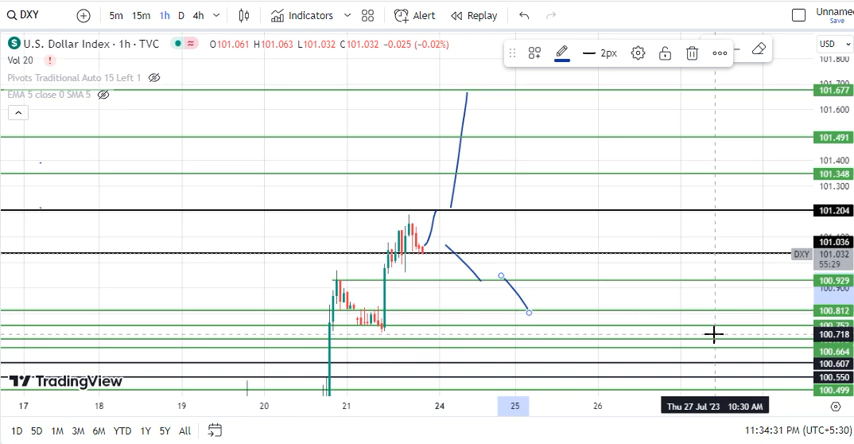 DXY 5m 15m 1h D 4h Indicators Alert Replay Unname
Save
U.S. Dollar Index · 1h · TVC O101.061 H101.063 L101.032 C101.032 −0.025 (−0.02%) 2px USD
Vol 20 !
Pivots Traditional Auto 15 Left 1
EMA 5 close 0 SMA 5
101.800
101.677
101.600
101.491
101.400
101.348
101.300
101.204
101.036
DXY 101.032
55:29
100.929
100.900
100.812
100.752
100.718
100.664
100.607
100.550
100.499
TradingView
17 18 19 20 21 24 25 26 Thu 27 Jul '23 10:30 AM
1D 5D 1M 3M 6M YTD 1Y 5Y All 11:34:31 PM (UTC+5:30)